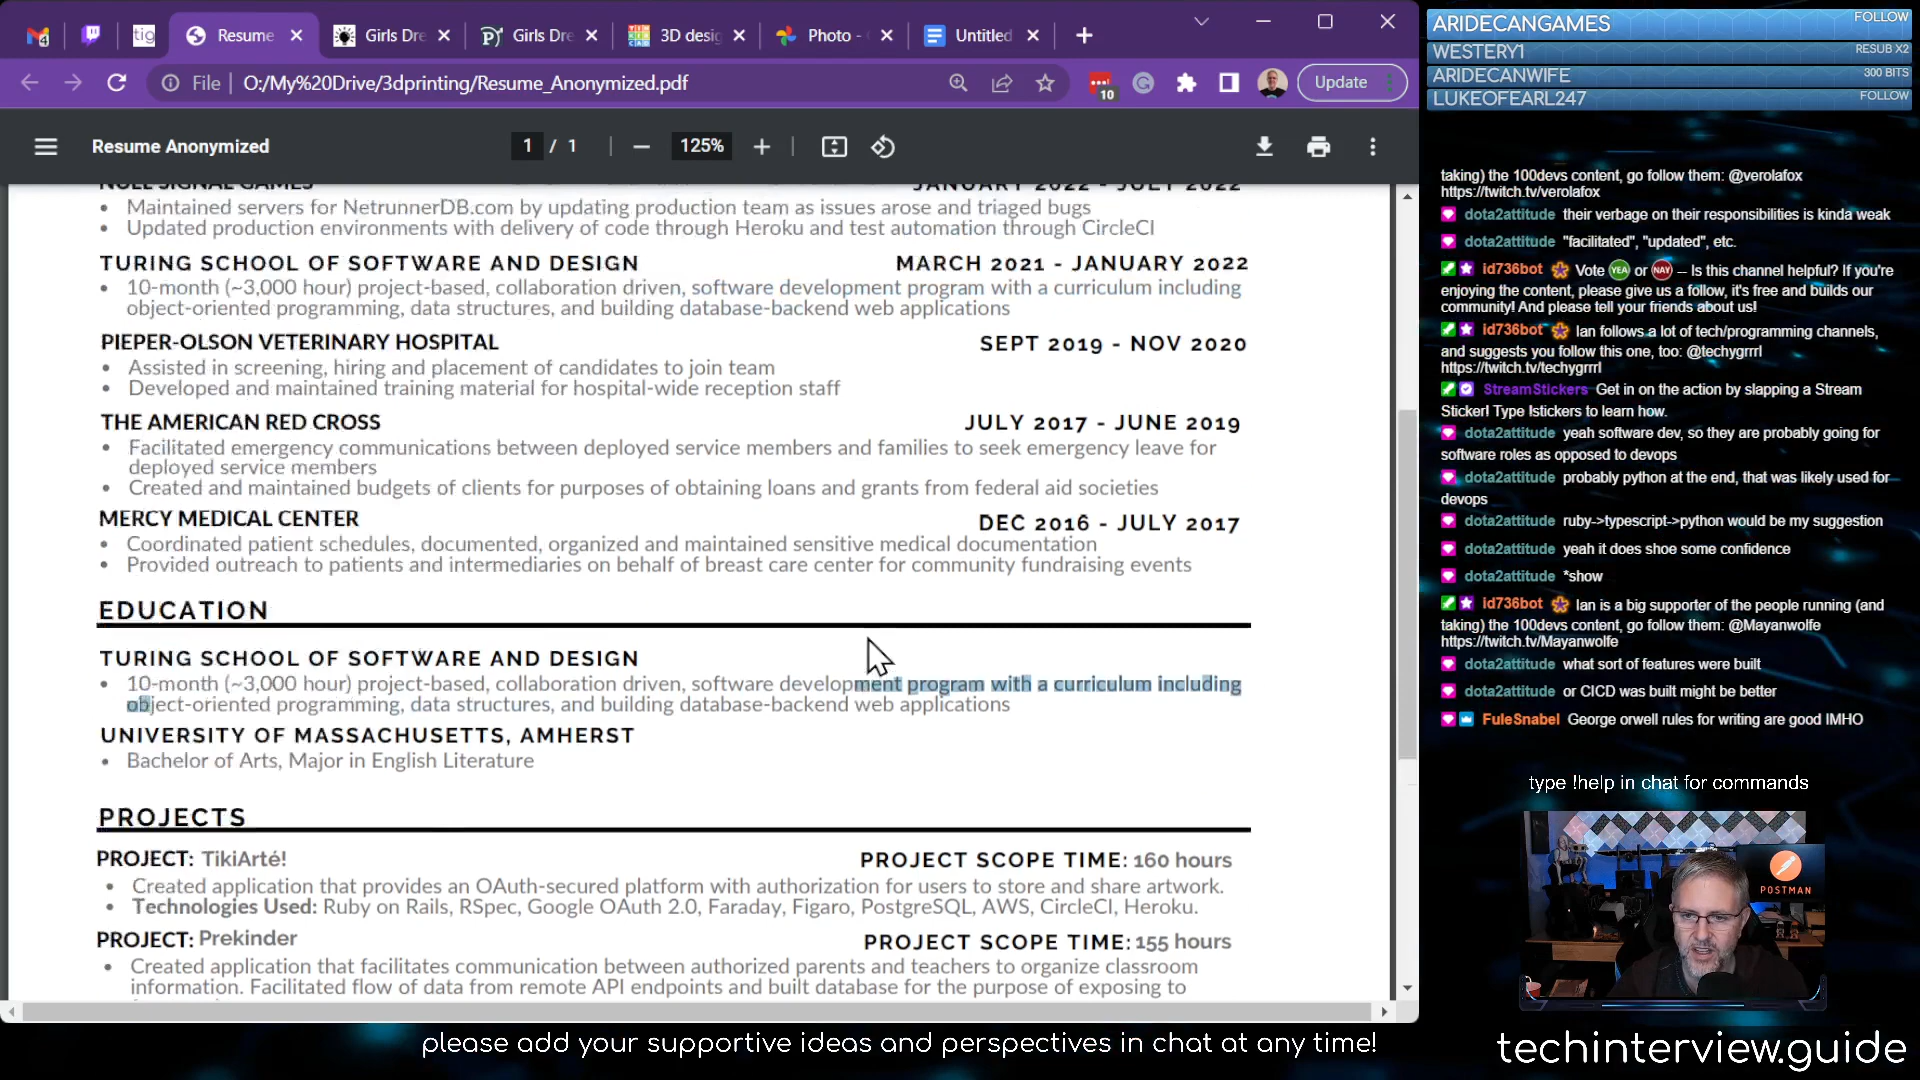 4
tig
Resume
Girls Dre
Girls Dre
3D desig
Photo -
Untitled
File
O:/My%20Drive/3dprinting/Resume_Anonymized.pdf
10
Update
Resume Anonymized
1 / 1
125%
NULL SIGNAL GAMES
JANUARY 2022 - JULY 2022
• Maintained servers for NetrunnerDB.com by updating production team as issues arose and triaged bugs
• Updated production environments with delivery of code through Heroku and test automation through CircleCI
TURING SCHOOL OF SOFTWARE AND DESIGN
MARCH 2021 - JANUARY 2022
• 10-month (~3,000 hour) project-based, collaboration driven, software development program with a curriculum including
object-oriented programming, data structures, and building database-backend web applications
PIEPER-OLSON VETERINARY HOSPITAL
SEPT 2019 - NOV 2020
• Assisted in screening, hiring and placement of candidates to join team
• Developed and maintained training material for hospital-wide reception staff
THE AMERICAN RED CROSS
JULY 2017 - JUNE 2019
• Facilitated emergency communications between deployed service members and families to seek emergency leave for
deployed service members
• Created and maintained budgets of clients for purposes of obtaining loans and grants from federal aid societies
MERCY MEDICAL CENTER
DEC 2016 - JULY 2017
• Coordinated patient schedules, documented, organized and maintained sensitive medical documentation
• Provided outreach to patients and intermediaries on behalf of breast care center for community fundraising events
EDUCATION
TURING SCHOOL OF SOFTWARE AND DESIGN
• 10-month (~3,000 hour) project-based, collaboration driven, software development program with a curriculum including
object-oriented programming, data structures, and building database-backend web applications
UNIVERSITY OF MASSACHUSETTS, AMHERST
• Bachelor of Arts, Major in English Literature
PROJECTS
PROJECT: TikiArté!
PROJECT SCOPE TIME: 160 hours
• Created application that provides an OAuth-secured platform with authorization for users to store and share artwork.
• Technologies Used: Ruby on Rails, RSpec, Google OAuth 2.0, Faraday, Figaro, PostgreSQL, AWS, CircleCI, Heroku.
PROJECT: Prekinder
PROJECT SCOPE TIME: 155 hours
• Created application that facilitates communication between authorized parents and teachers to organize classroom
information. Facilitated flow of data from remote API endpoints and built database for the purpose of exposing to
ARIDECANGAMES FOLLOW
WESTERY1 RESUB X2
ARIDECANWIFE 300 BITS
LUKEOFEARL247 FOLLOW
taking) the 100devs content, go follow them: @verolafox
https://twitch.tv/verolafox
dota2attitude their verbage on their responsibilities is kinda weak
dota2attitude "facilitated", "updated", etc.
id736bot Vote YEA or NAY -- Is this channel helpful? If you're
enjoying the content, please give us a follow, it's free and builds our
community! And please tell your friends about us!
id736bot Ian follows a lot of tech/programming channels,
and suggests you follow this one, too: @techygrrrl
https://twitch.tv/techygrrrl
StreamStickers Get in on the action by slapping a Stream
Sticker! Type !stickers to learn how.
dota2attitude yeah software dev, so they are probably going for
software roles as opposed to devops
dota2attitude probably python at the end, that was likely used for
devops
dota2attitude ruby->typescript->python would be my suggestion
dota2attitude yeah it does shoe some confidence
dota2attitude *show
id736bot Ian is a big supporter of the people running (and
taking) the 100devs content, go follow them: @Mayanwolfe
https://twitch.tv/Mayanwolfe
dota2attitude what sort of features were built
dota2attitude or CICD was built might be better
FuleSnabel George orwell rules for writing are good IMHO
type !help in chat for commands
POSTMAN
please add your supportive ideas and perspectives in chat at any time!
techinterview.guide